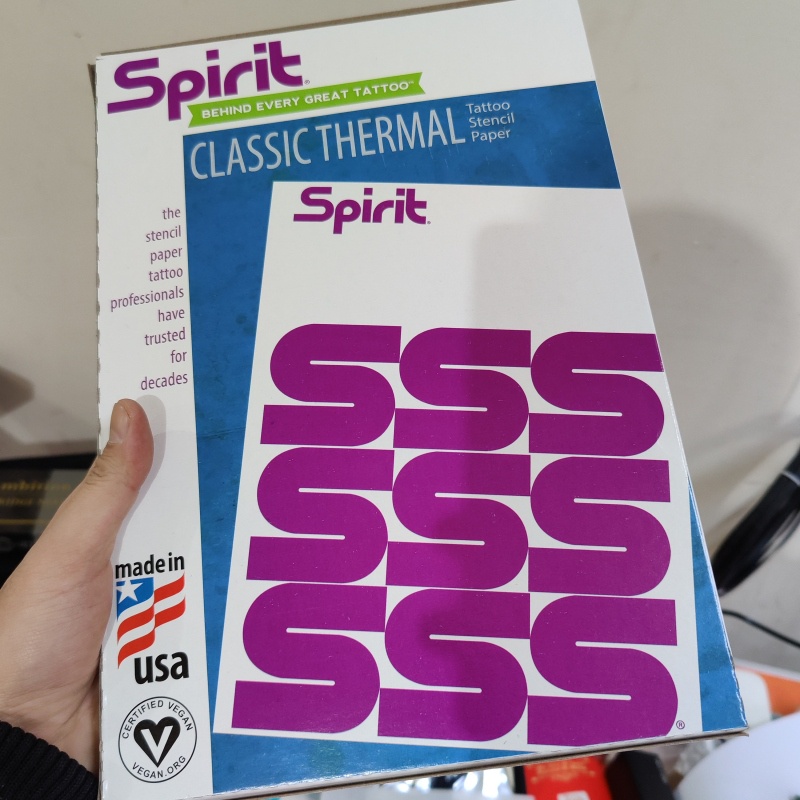 Spirit®
BEHIND EVERY GREAT TATTOO™
CLASSIC THERMAL
Tattoo
Stencil
Paper
the
stencil
paper
tattoo
professionals
have
trusted
for
decades
Spirit®
SSS
SSS
SSS®
made in
usa
CERTIFIED VEGAN
VEGAN.ORG